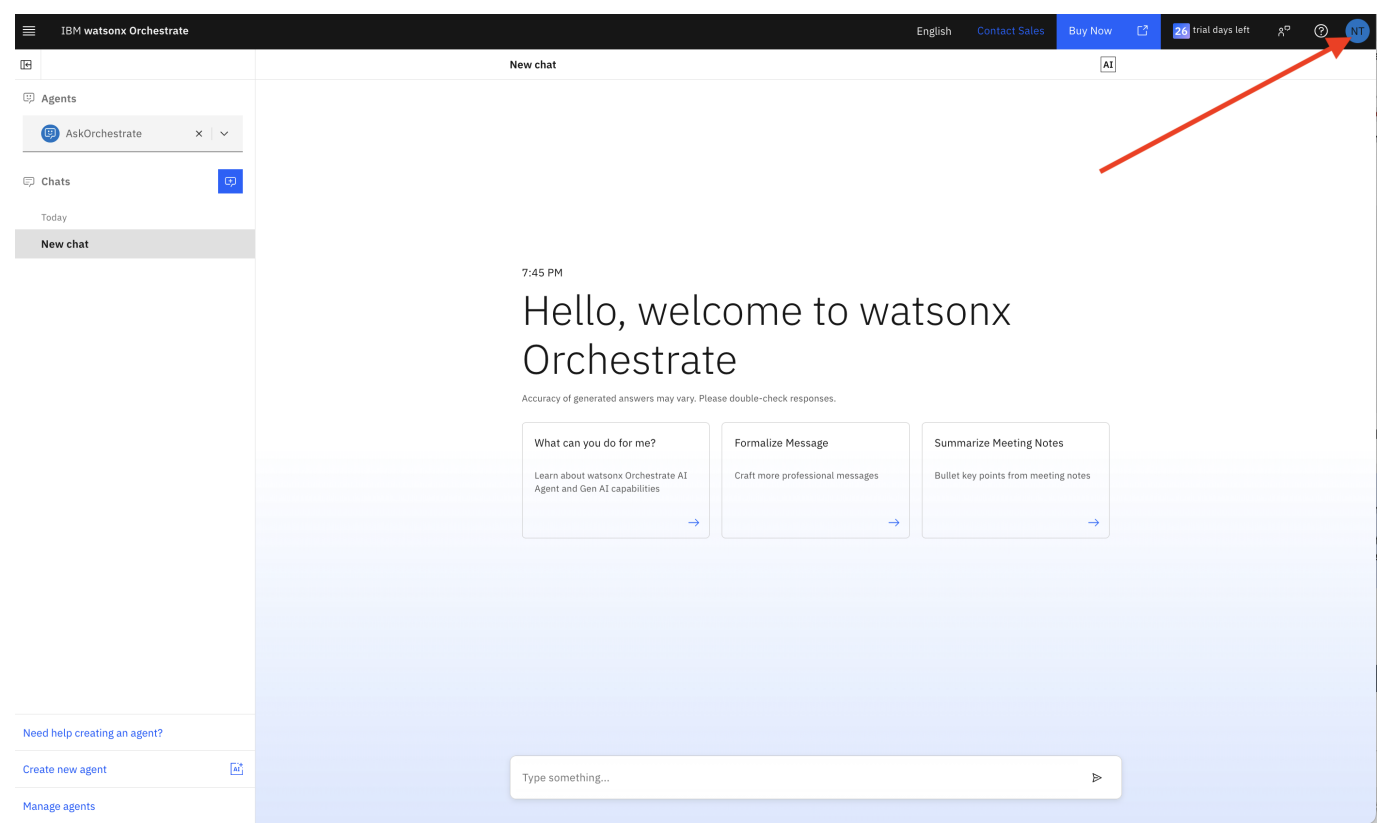 IBM watsonx Orchestrate
English
Contact Sales
Buy Now
26 trial days left
NT
New chat
AI
Agents
AskOrchestrate
Chats
Today
New chat
7:45 PM
Hello, welcome to watsonx
Orchestrate
Accuracy of generated answers may vary. Please double-check responses.
What can you do for me?
Learn about watsonx Orchestrate AI
Agent and Gen AI capabilities
Formalize Message
Craft more professional messages
Summarize Meeting Notes
Bullet key points from meeting notes
Need help creating an agent?
Create new agent
AI
Manage agents
Type something...